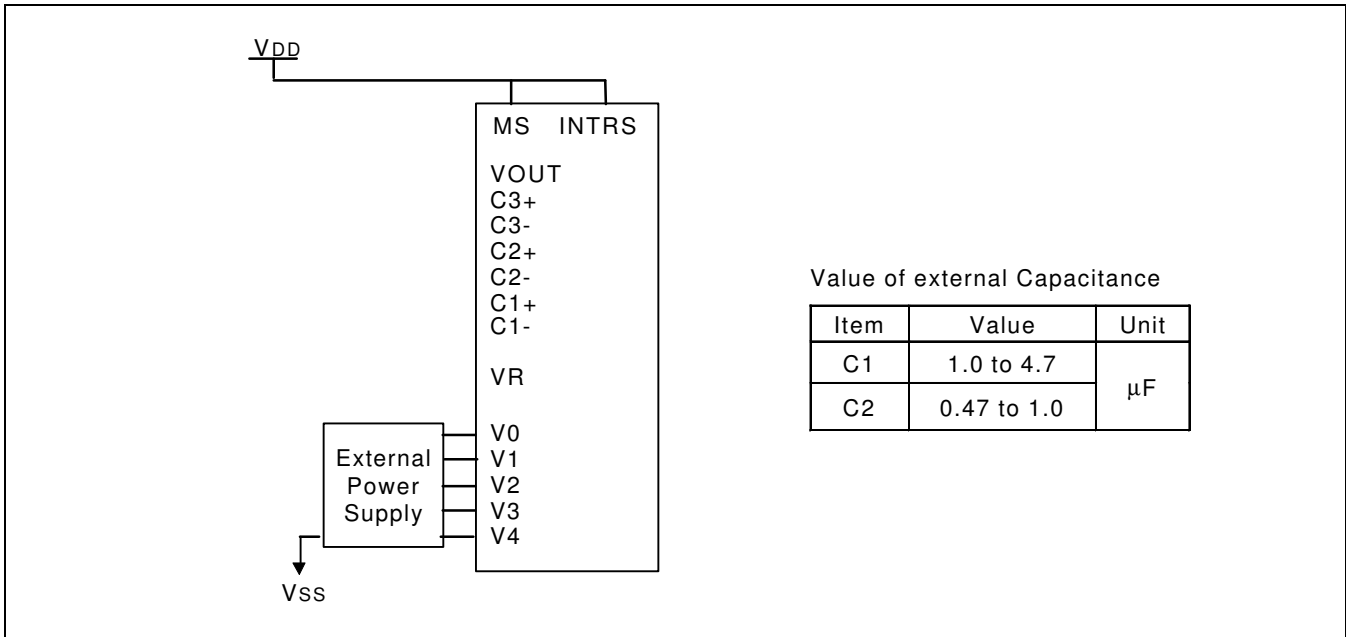 VDD
MS INTRS
VOUT
C3+
C3-
C2+
C2-
C1+
C1-
VR
V0
V1
V2
V3
V4
External
Power
Supply
VSS
Value of external Capacitance
Item Value Unit
C1 1.0 to 4.7 μF
C2 0.47 to 1.0